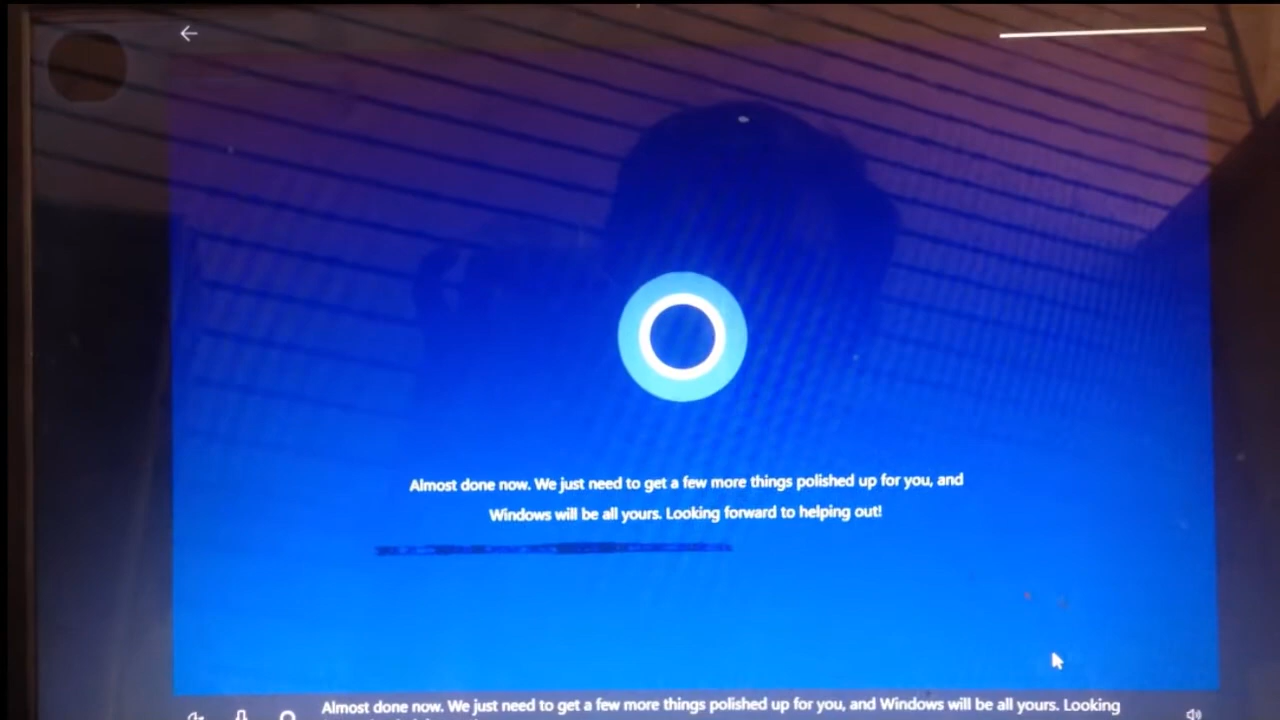 Almost done now. We just need to get a few more things polished up for you, and
Windows will be all yours. Looking forward to helping out!
Almost done now. We just need to get a few more things polished up for you, and Windows will be all yours. Looking